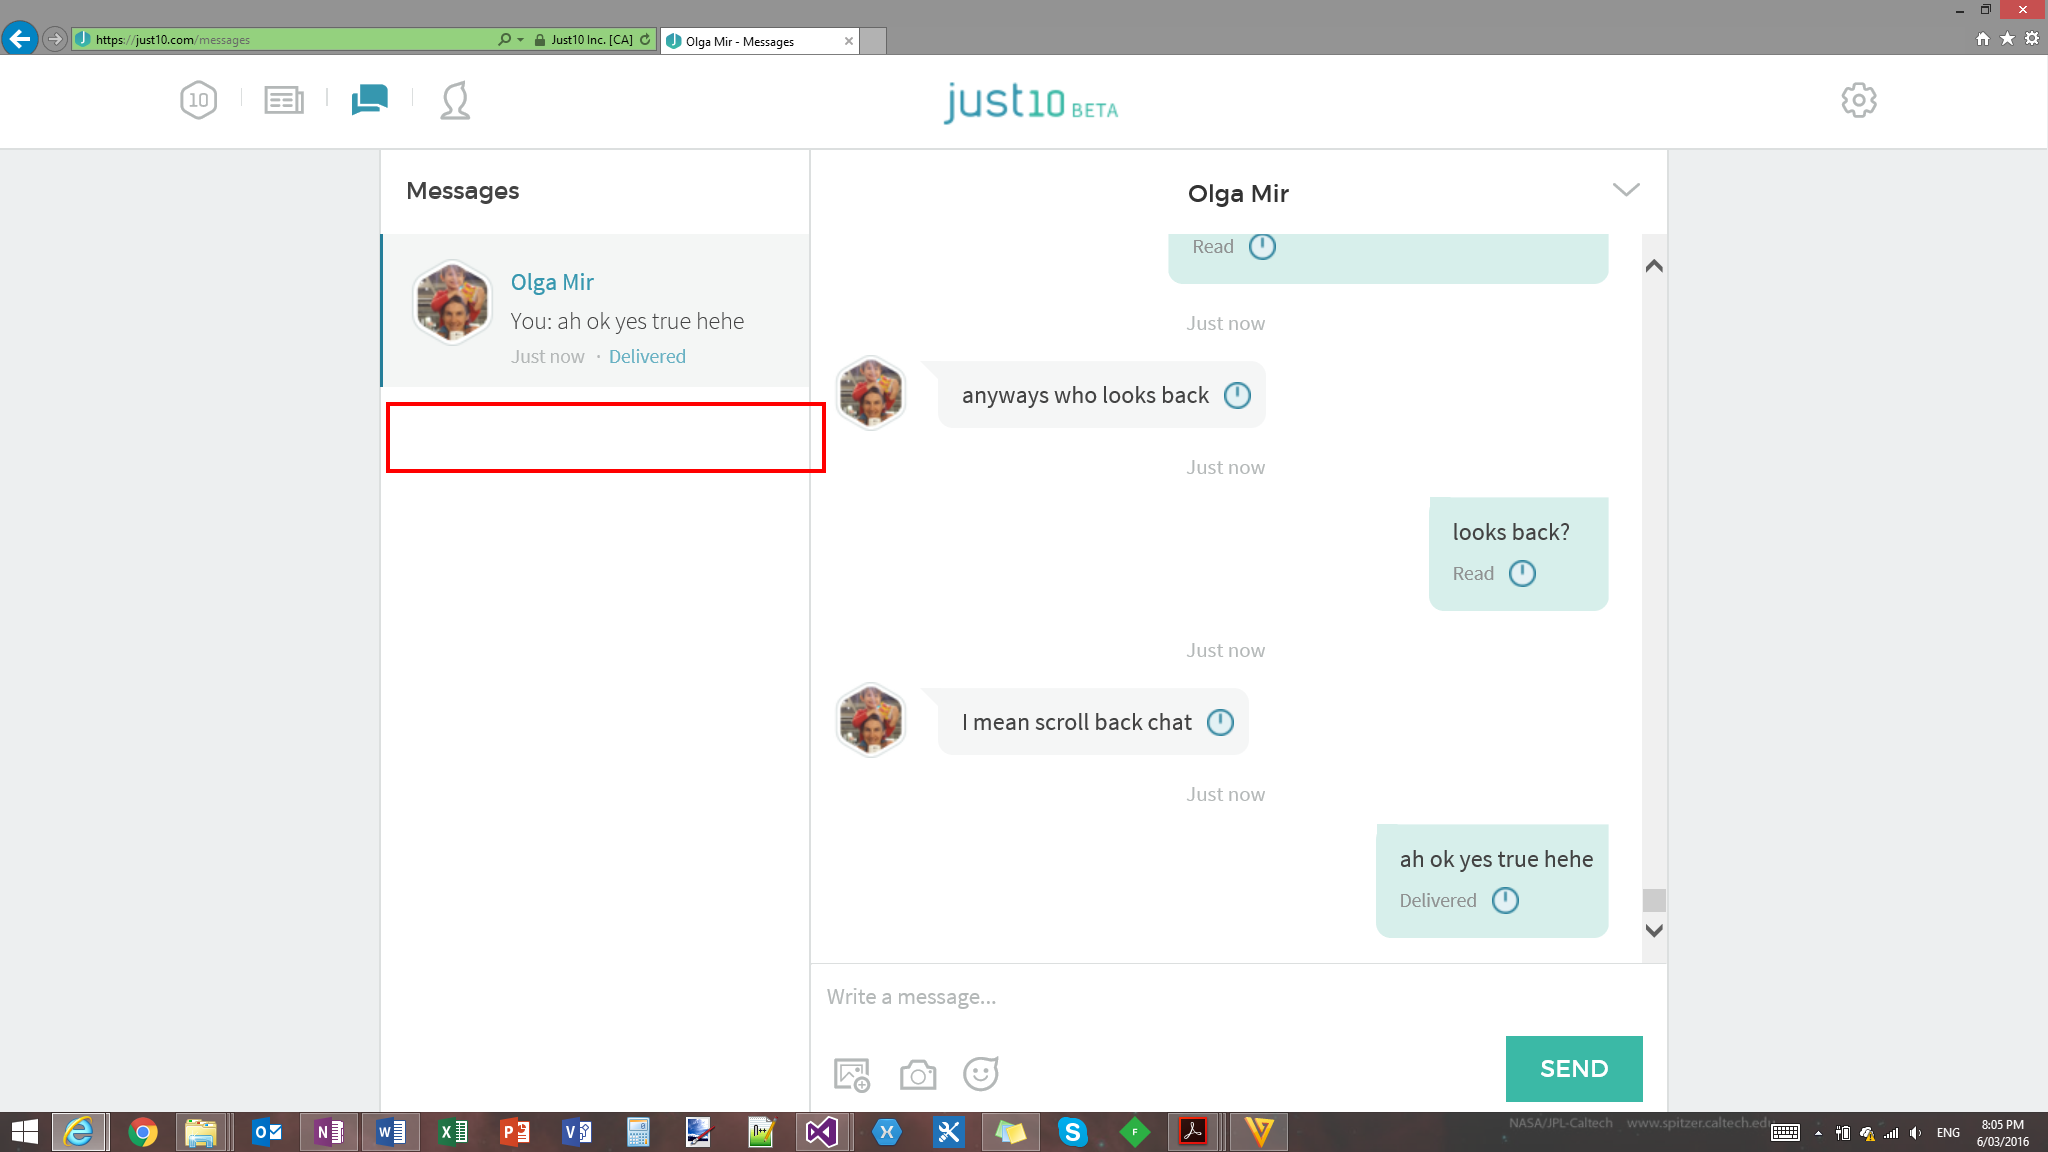 https://just10.com/messages
Just10 Inc. [CA]
Olga Mir - Messages
10
just10 BETA
Messages
Olga Mir
Olga Mir
You: ah ok yes true hehe
Just now · Delivered
Read
Just now
anyways who looks back
Just now
looks back?
Read
Just now
I mean scroll back chat
Just now
ah ok yes true hehe
Delivered
Write a message...
SEND
NASA/JPL-Caltech www.spitzer.caltech.ed
ENG
8:05 PM
6/03/2016